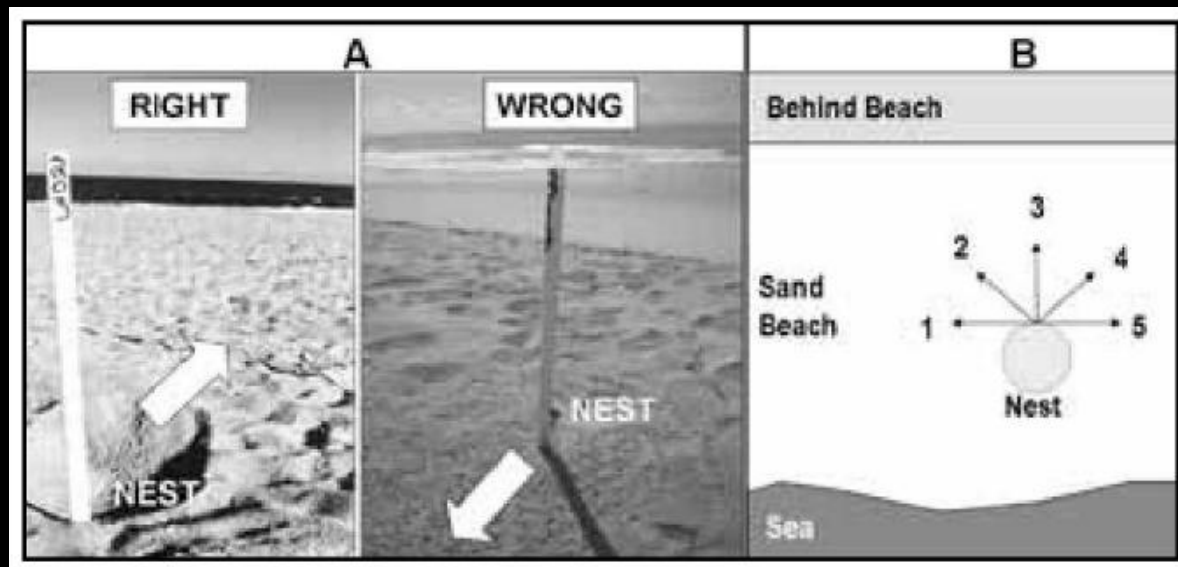 A
B
RIGHT
WRONG
NEST
NEST
Behind Beach
3
2
4
Sand
Beach
1
5
Nest
Sea